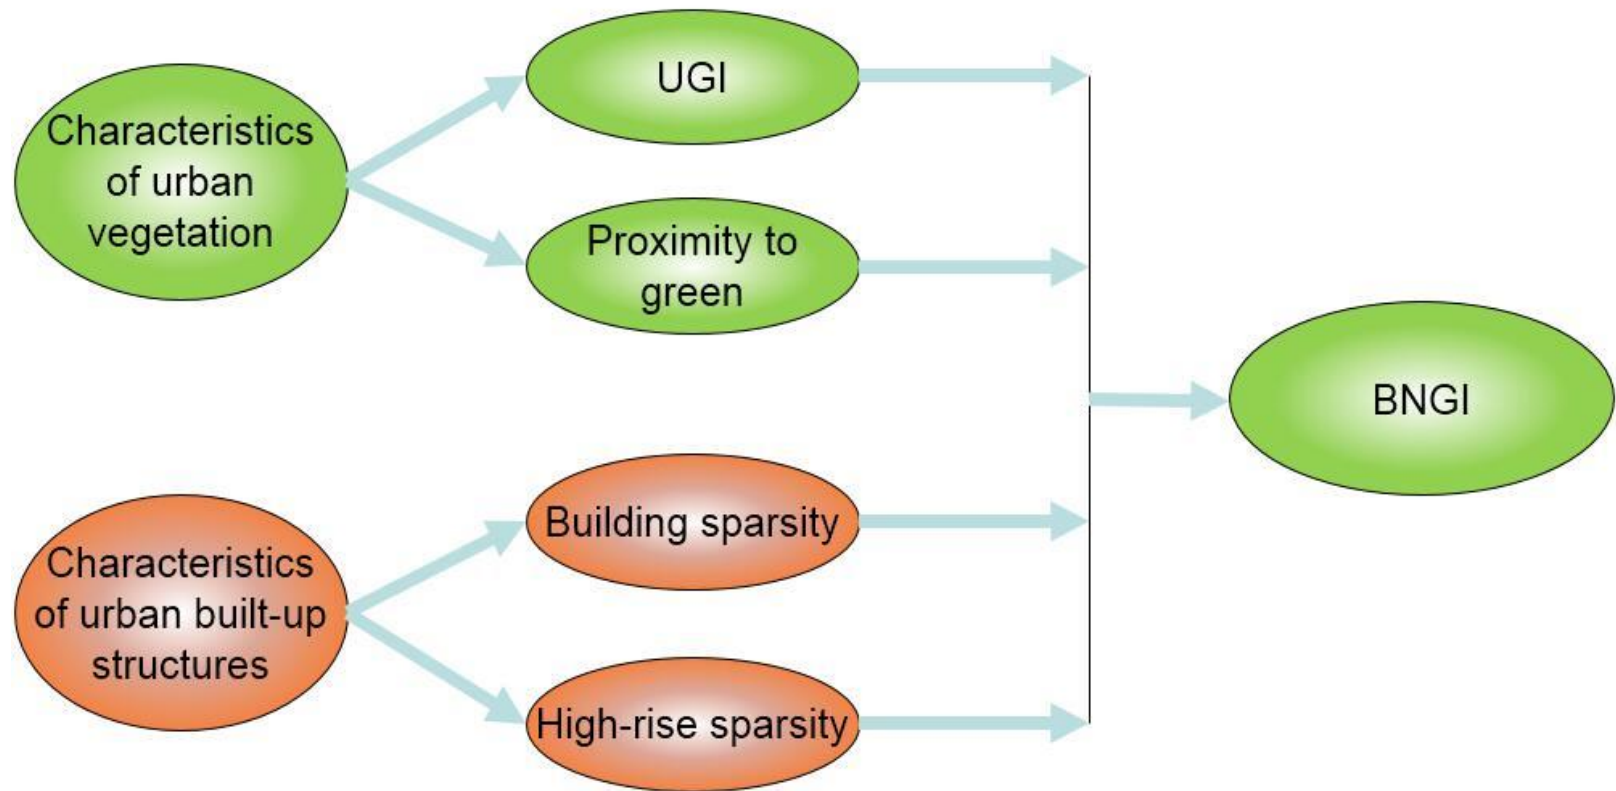 Characteristics
of urban
vegetation
UGI
Proximity to
green
Characteristics
of urban built-up
structures
Building sparsity
High-rise sparsity
BNGI